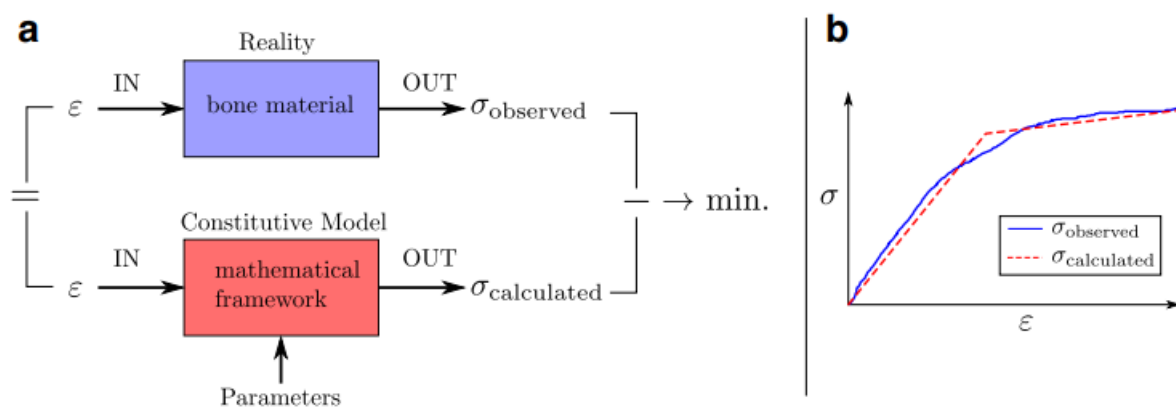 a
Reality
IN
OUT
ε
bone material
σobserved
=
− → min.
Constitutive Model
IN
OUT
ε
mathematical
framework
σcalculated
Parameters
b
σ
σobserved
σcalculated
ε